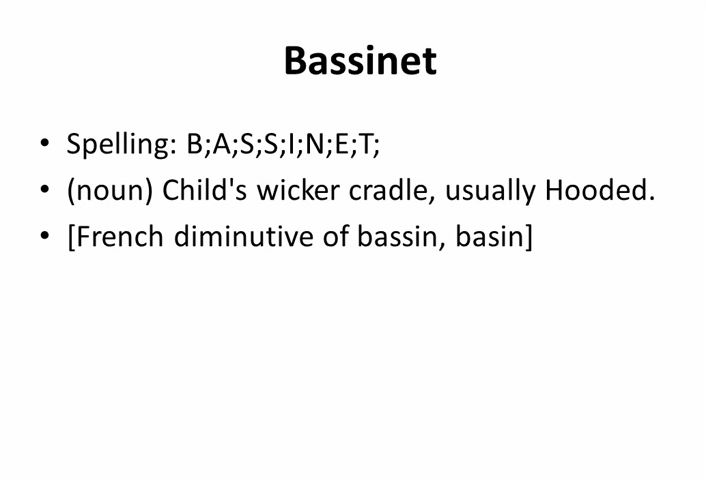 Bassinet
• Spelling: B;A;S;S;I;N;E;T;
• (noun) Child's wicker cradle, usually Hooded.
• [French diminutive of bassin, basin]